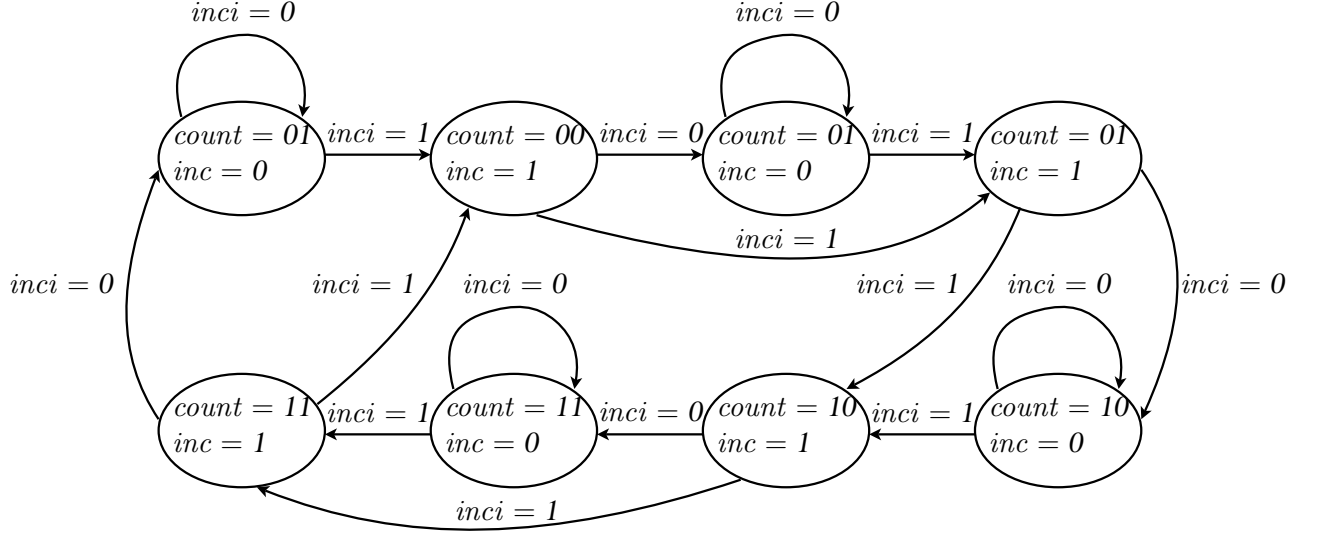 inci = 0
inci = 0
count = 01
inc = 0
inci = 1
count = 00
inc = 1
inci = 0
count = 01
inc = 0
inci = 1
count = 01
inc = 1
inci = 1
inci = 0
inci = 1
inci = 0
inci = 1
inci = 0
inci = 0
count = 11
inc = 1
inci = 1
count = 11
inc = 0
inci = 0
count = 10
inc = 1
inci = 1
count = 10
inc = 0
inci = 1